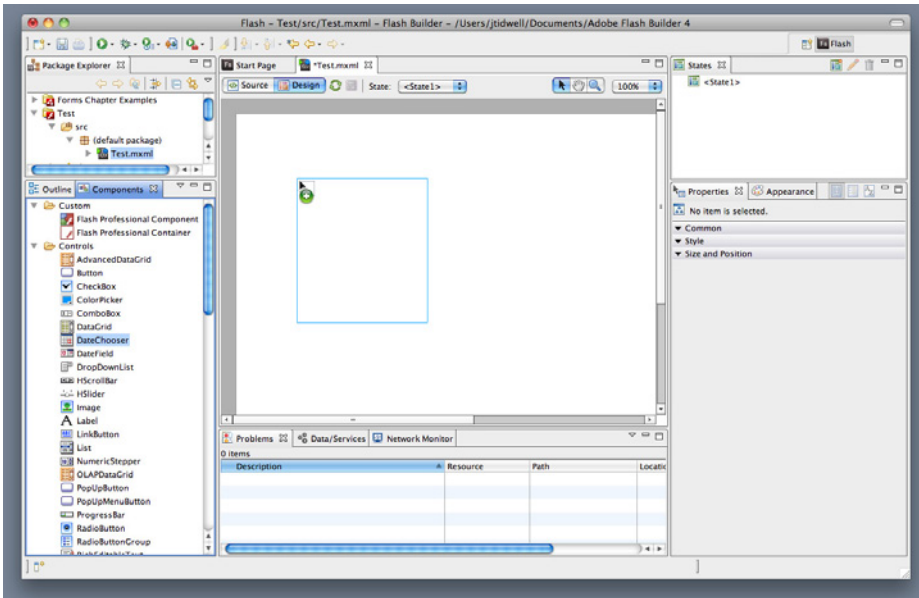 Flash - Test/src/Test.mxml - Flash Builder - /Users/jtidwell/Documents/Adobe Flash Builder 4
Flash
Package Explorer
Forms Chapter Examples
Test
src
(default package)
Test.mxml
Outline
Components
Custom
Flash Professional Component
Flash Professional Container
Controls
AdvancedDataGrid
Button
CheckBox
ColorPicker
ComboBox
DataGrid
DateChooser
DateField
DropDownList
HScrollBar
HSlider
Image
Label
LinkButton
List
NumericStepper
OLAPDataGrid
PopUpButton
PopUpMenuButton
ProgressBar
RadioButton
RadioButtonGroup
RichEditableText
Start Page
*Test.mxml
Source
Design
State:
<State1>
100%
Problems
Data/Services
Network Monitor
0 items
Description
Resource
Path
Locatio
States
<State1>
Properties
Appearance
No item is selected.
Common
Style
Size and Position